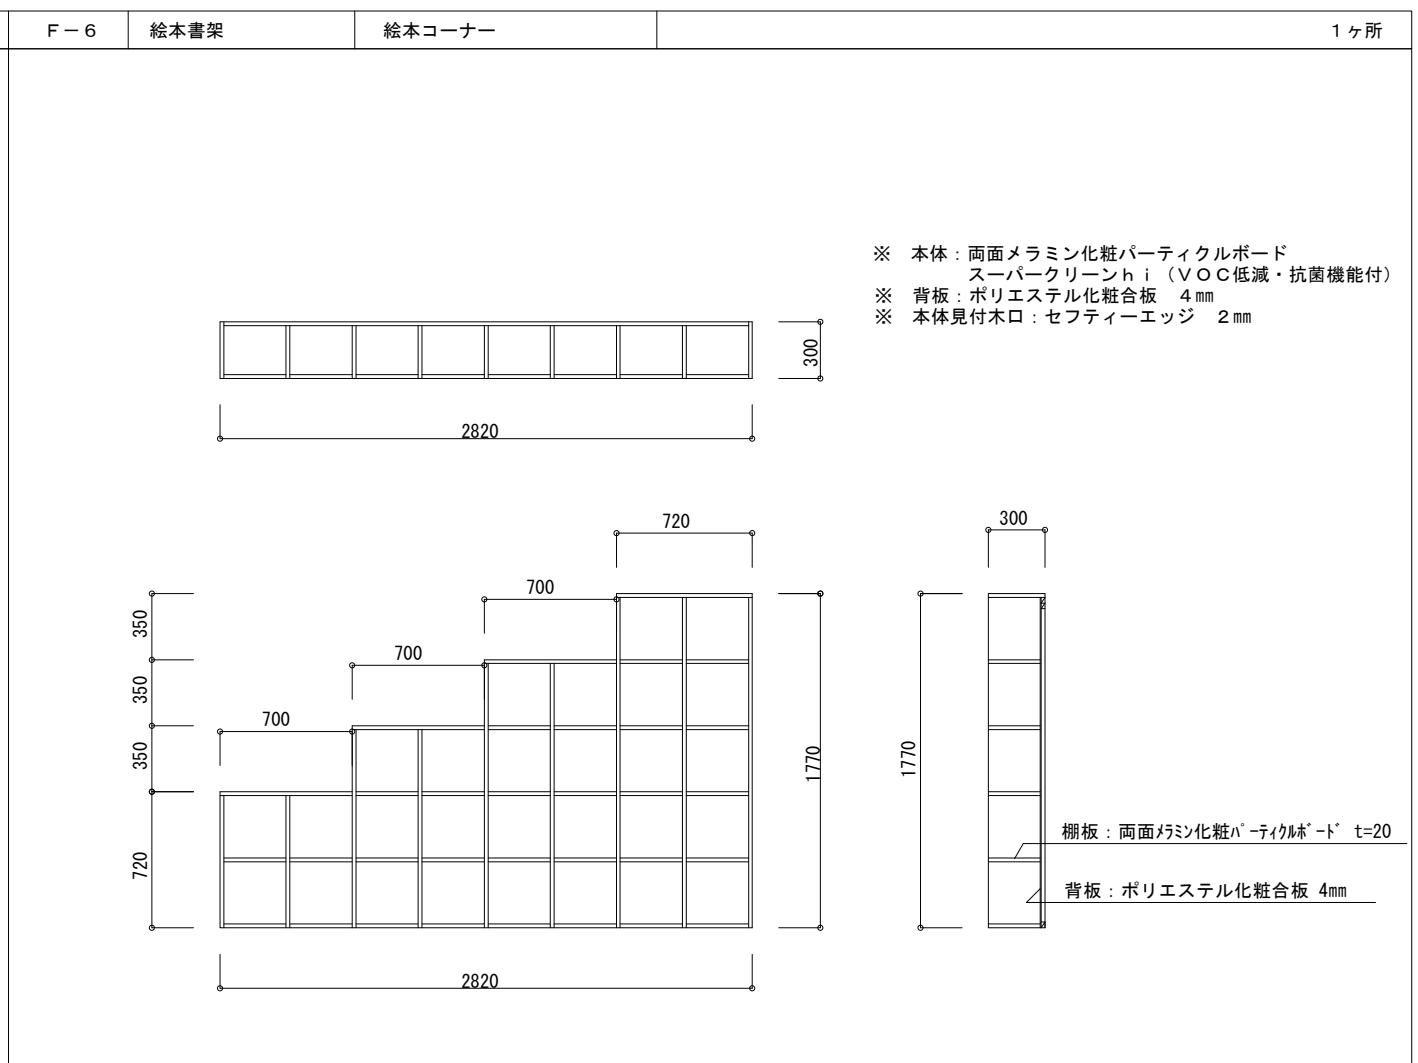 Ｆ－６　絵本書架　絵本コーナー　１ヶ所
※　本体：両面メラミン化粧パーティクルボード
スーパークリーンｈｉ（ＶＯＣ低減・抗菌機能付）
※　背板：ポリエステル化粧合板　４㎜
※　本体見付木口：セフティーエッジ　２㎜
300
2820
720
300
700
350
700
350
700
350
1770
1770
720
棚板：両面ﾒﾗﾐﾝ化粧ﾊﾟｰﾃｨｸﾙﾎﾞｰﾄﾞ t=20
背板：ポリエステル化粧合板 4㎜
2820